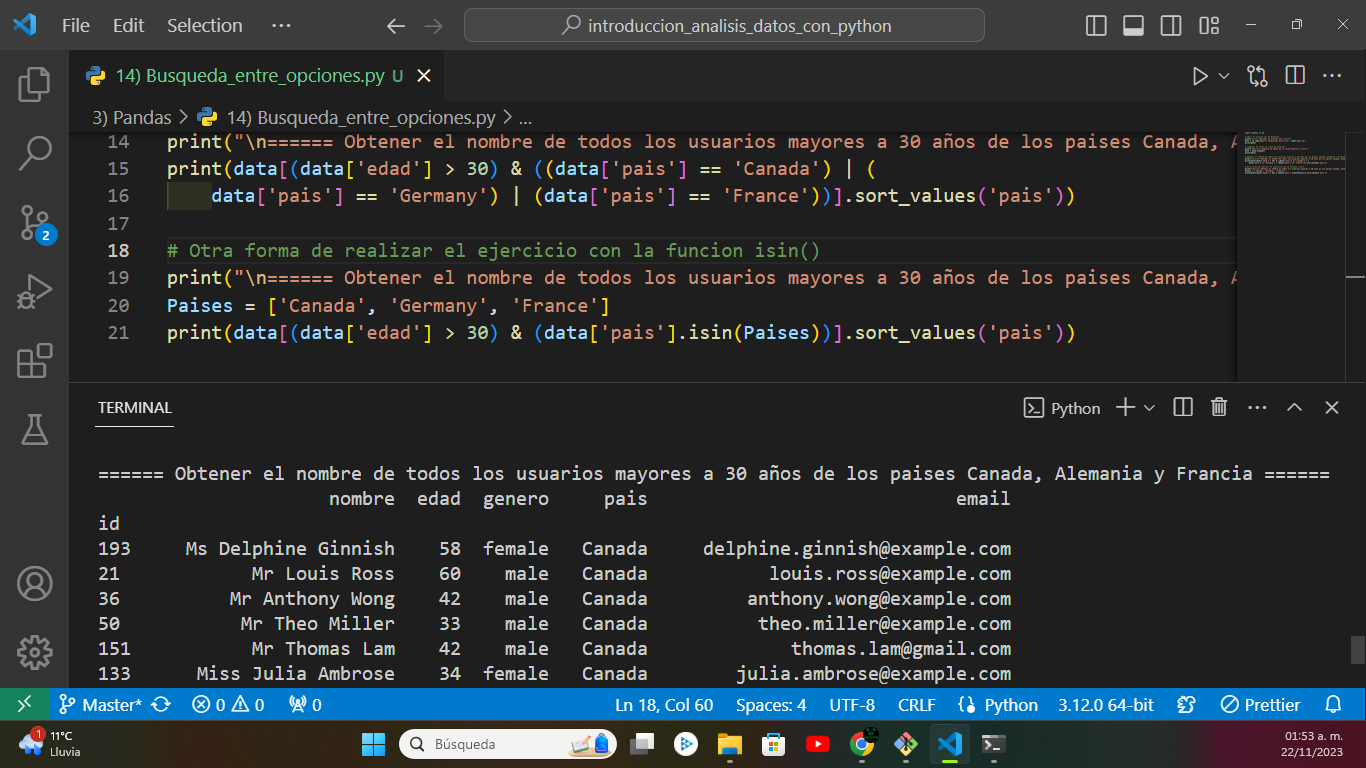 File Edit Selection ··· introduccion_analisis_datos_con_python
14) Busqueda_entre_opciones.py U
3) Pandas > 14) Busqueda_entre_opciones.py > ...
14 print("\n====== Obtener el nombre de todos los usuarios mayores a 30 años de los paises Canada, A
15 print(data[(data['edad'] > 30) & ((data['pais'] == 'Canada') | (
16 data['pais'] == 'Germany') | (data['pais'] == 'France'))].sort_values('pais'))
17
18 # Otra forma de realizar el ejercicio con la funcion isin()
19 print("\n====== Obtener el nombre de todos los usuarios mayores a 30 años de los paises Canada, A
20 Paises = ['Canada', 'Germany', 'France']
21 print(data[(data['edad'] > 30) & (data['pais'].isin(Paises))].sort_values('pais'))
2
TERMINAL
Python
====== Obtener el nombre de todos los usuarios mayores a 30 años de los paises Canada, Alemania y Francia ======
nombre edad genero pais email
id
193 Ms Delphine Ginnish 58 female Canada delphine.ginnish@example.com
21 Mr Louis Ross 60 male Canada louis.ross@example.com
36 Mr Anthony Wong 42 male Canada anthony.wong@example.com
50 Mr Theo Miller 33 male Canada theo.miller@example.com
151 Mr Thomas Lam 42 male Canada thomas.lam@gmail.com
133 Miss Julia Ambrose 34 female Canada julia.ambrose@example.com
Master* 0 0 0 Ln 18, Col 60 Spaces: 4 UTF-8 CRLF Python 3.12.0 64-bit Prettier
1 11°C
Lluvia
Búsqueda
01:53 a. m.
22/11/2023